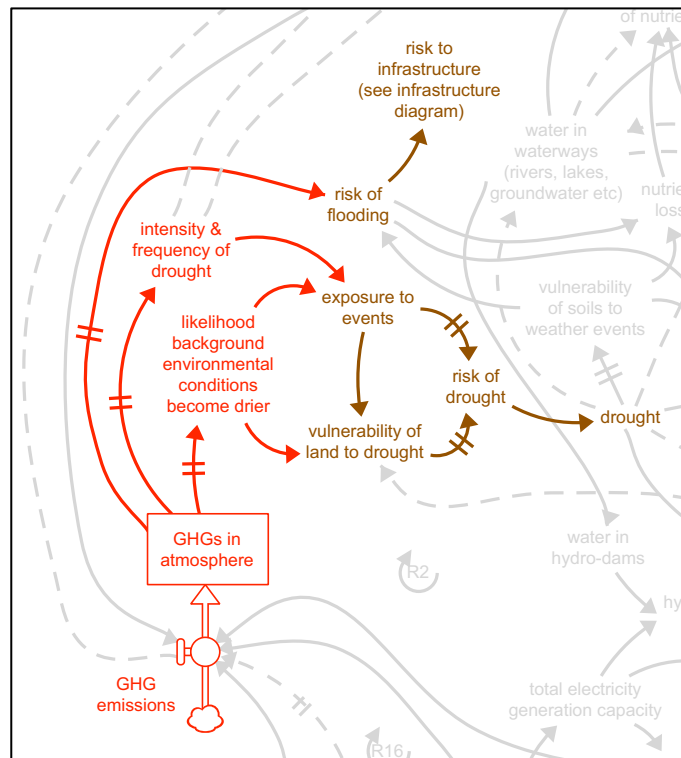 of nutrie
risk to
infrastructure
(see infrastructure
diagram)
water in
waterways
(rivers, lakes,
groundwater etc)
nutrie
loss
risk of
flooding
intensity &
frequency of
drought
likelihood
background
environmental
conditions
become drier
exposure to
events
vulnerability
of soils to
weather events
risk of
drought
drought
vulnerability of
land to drought
GHGs in
atmosphere
water in
hydro-dams
R2
hy
GHG
emissions
total electricity
generation capacity
R16